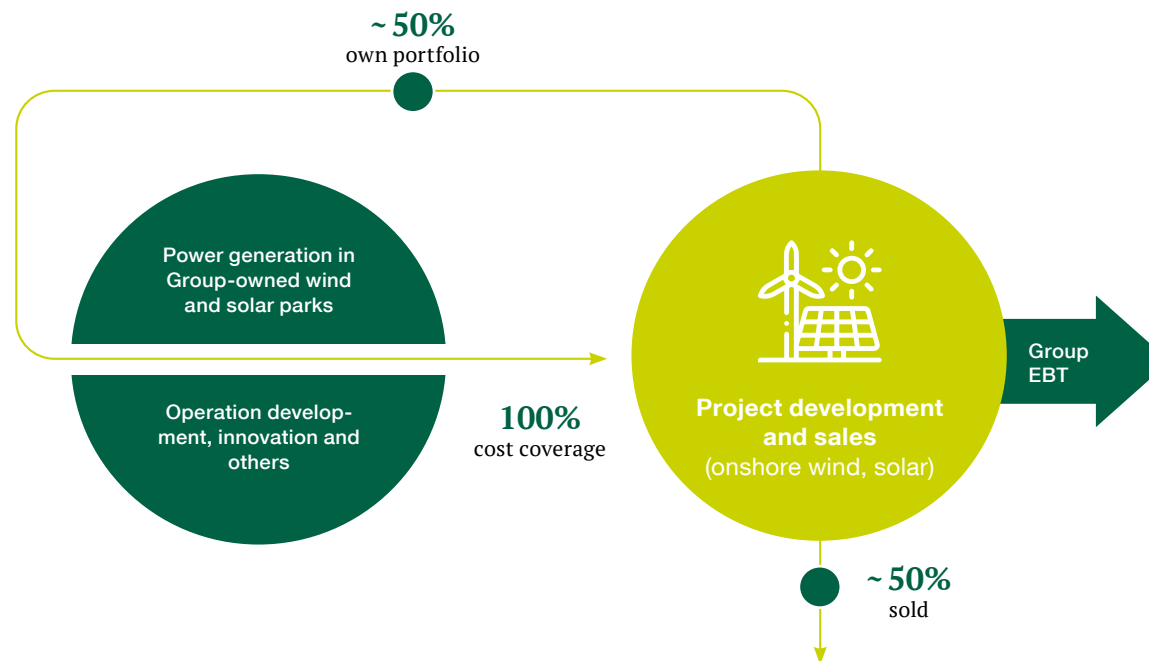 ~ 50%
own portfolio
Power generation in
Group-owned wind
and solar parks
Operation develop-
ment, innovation and
others
100%
cost coverage
Project development
and sales
(onshore wind, solar)
Group
EBT
~ 50%
sold